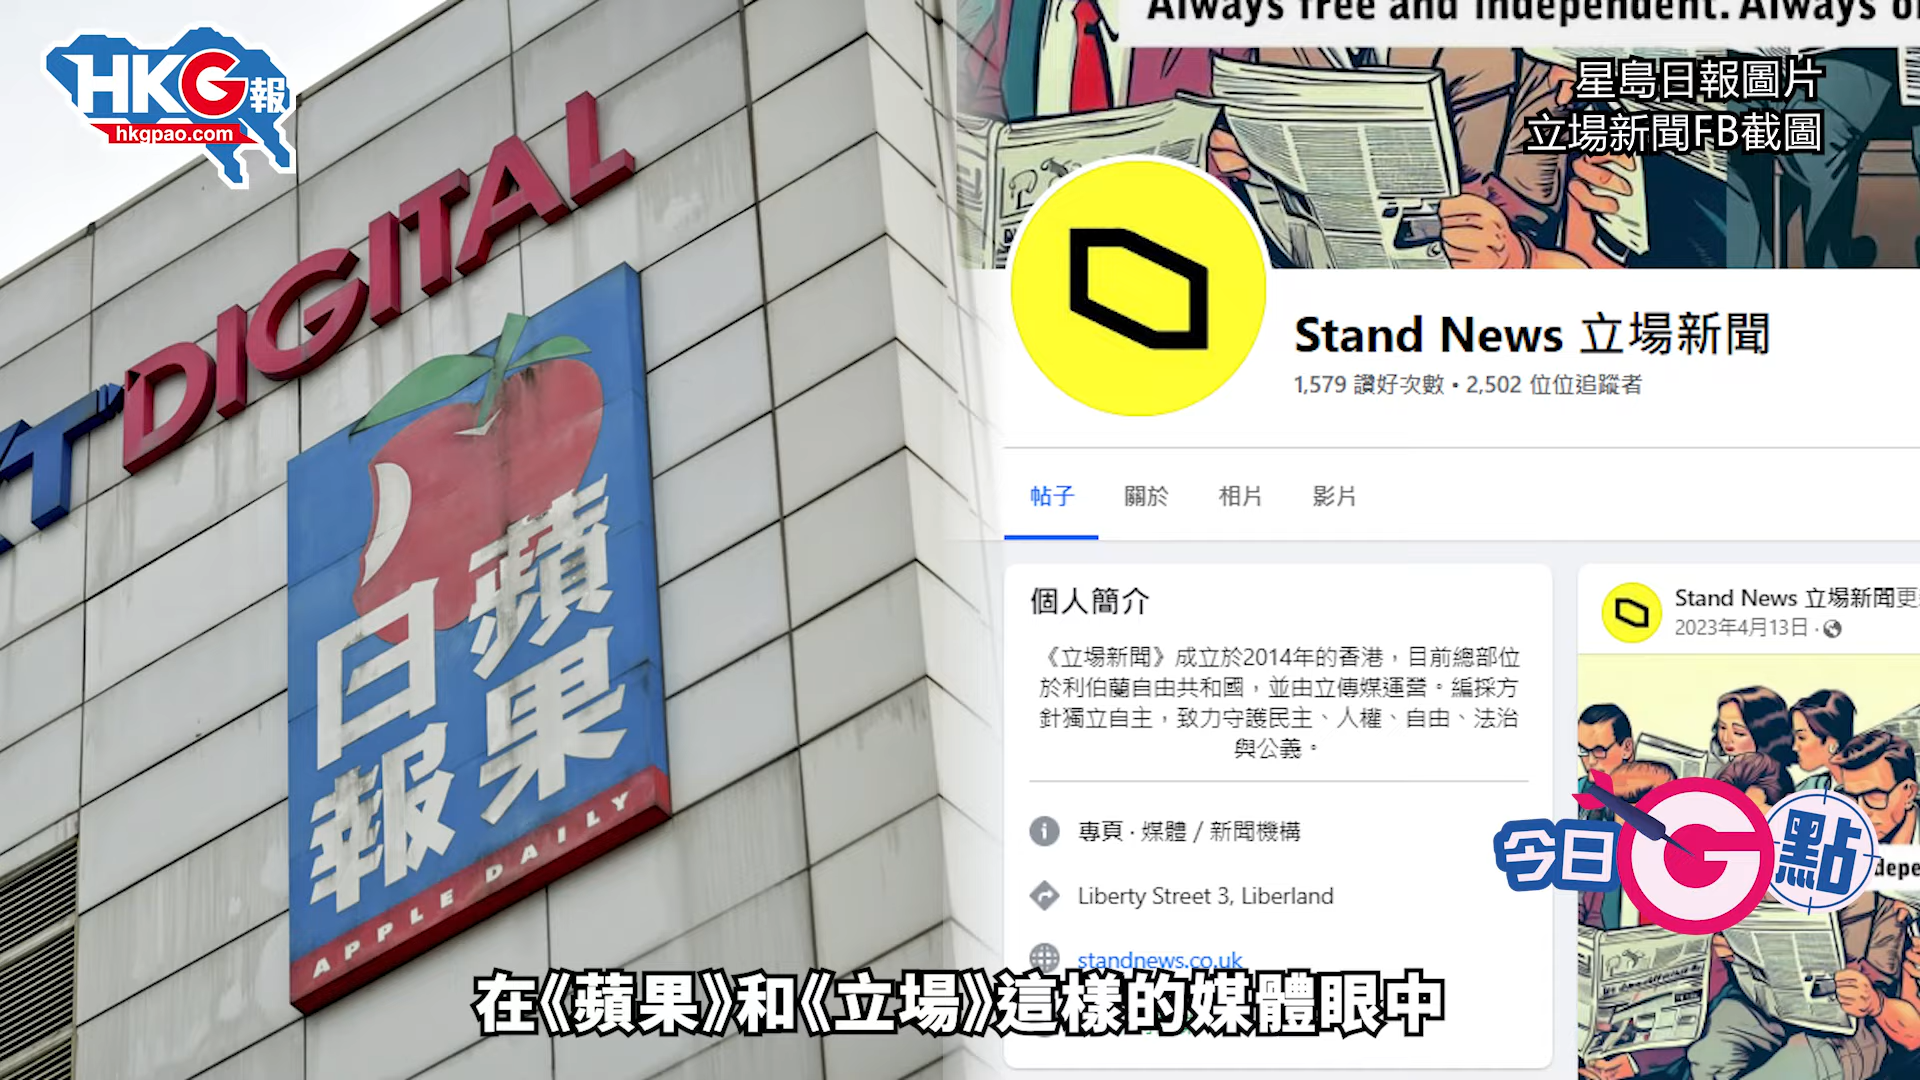 HKG報
hkgpao.com
T DIGITAL
蘋果
日報
APPLE DAILY
Always free and independent. Always
星島日報圖片
立場新聞FB截圖
Stand News 立場新聞
1,579 讚好次數 • 2,502 位位追蹤者
帖子 關於 相片 影片
個人簡介
《立場新聞》成立於2014年的香港，目前總部位
於利伯蘭自由共和國，並由立傳媒運營。編採方
針獨立自主，致力守護民主、人權、自由、法治
與公義。
專頁 · 媒體 / 新聞機構
Liberty Street 3, Liberland
standnews.co.uk
Stand News 立場新聞更
2023年4月13日 ·
今日G點
在《蘋果》和《立場》這樣的媒體眼中